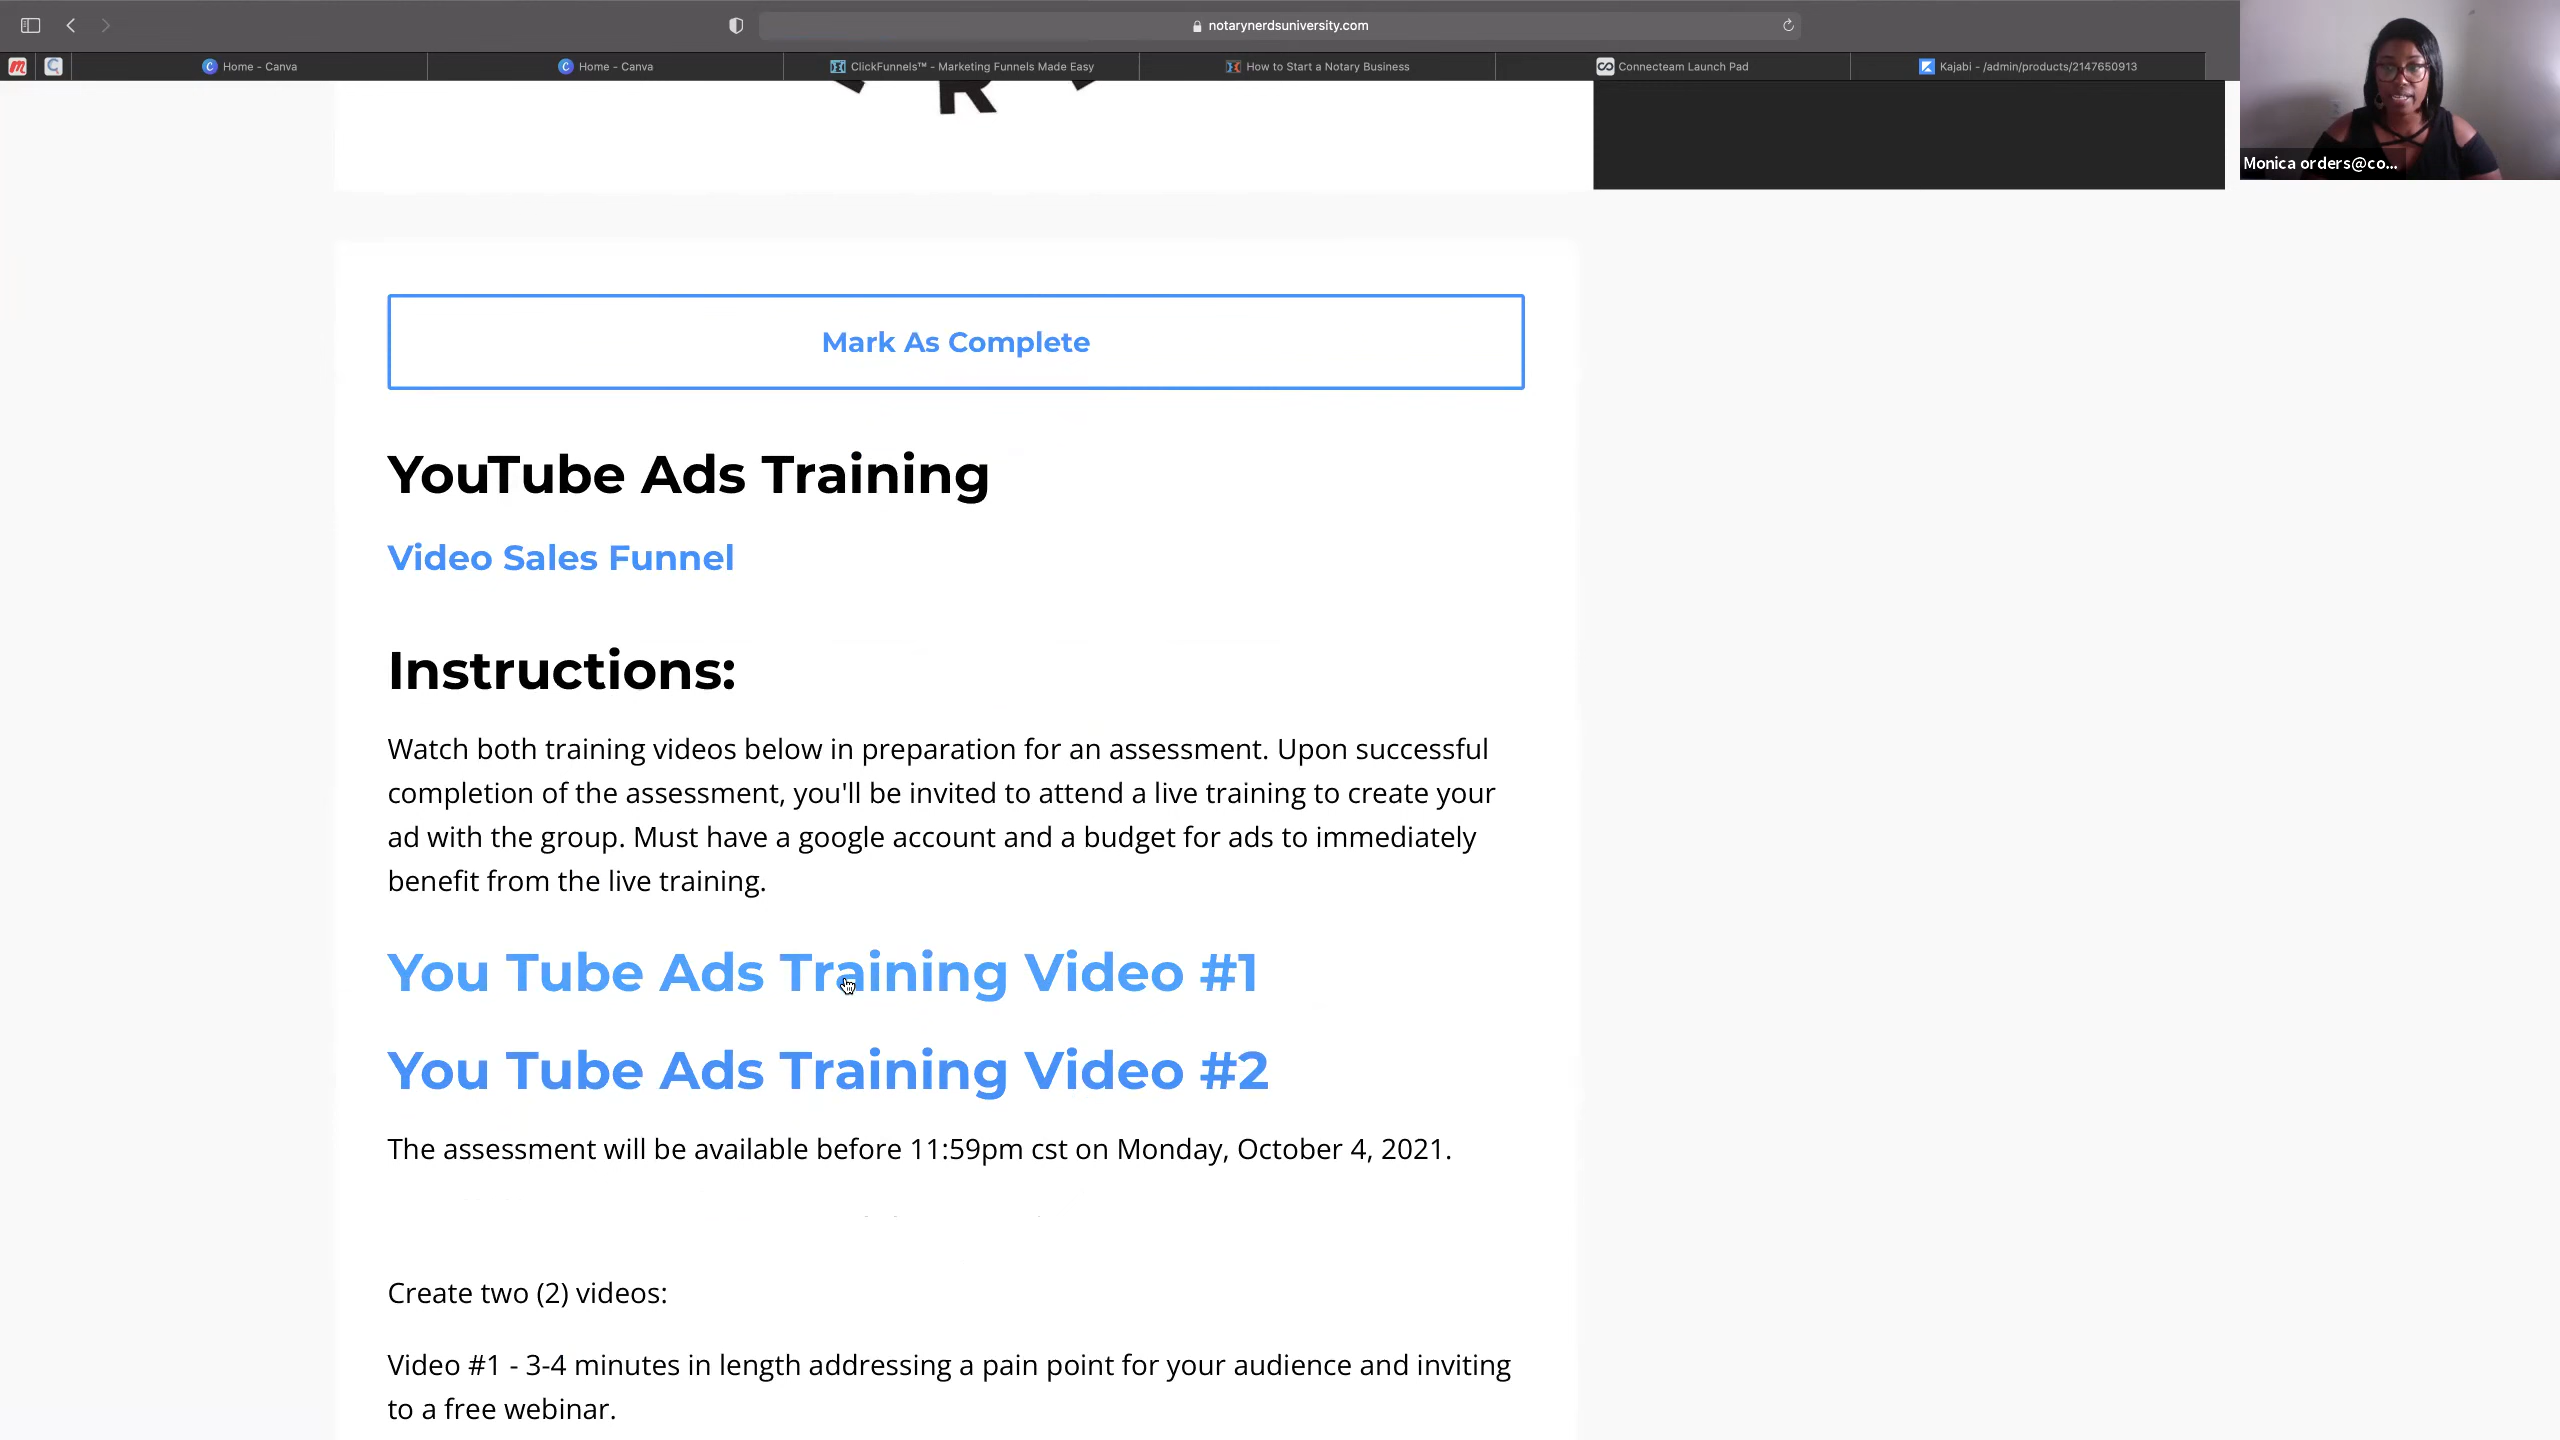 notarynerdsuniversity.com
Home - Canva
Home - Canva
ClickFunnels™ - Marketing Funnels Made Easy
How to Start a Notary Business
Connecteam Launch Pad
Kajabi - /admin/products/2147650913
R
Monica orders@co...
Mark As Complete
YouTube Ads Training
Video Sales Funnel
Instructions:
Watch both training videos below in preparation for an assessment. Upon successful
completion of the assessment, you'll be invited to attend a live training to create your
ad with the group. Must have a google account and a budget for ads to immediately
benefit from the live training.
You Tube Ads Training Video #1
You Tube Ads Training Video #2
The assessment will be available before 11:59pm cst on Monday, October 4, 2021.
Create two (2) videos:
Video #1 - 3-4 minutes in length addressing a pain point for your audience and inviting
to a free webinar.